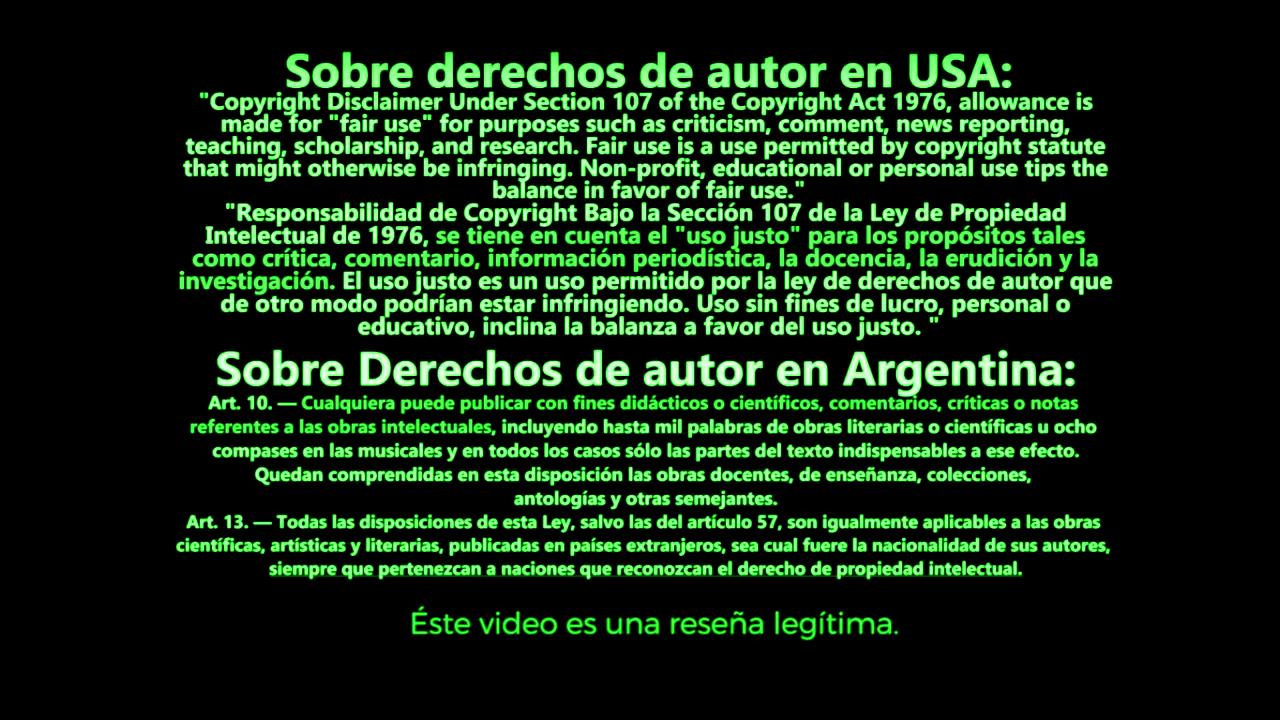 Sobre derechos de autor en USA:
"Copyright Disclaimer Under Section 107 of the Copyright Act 1976, allowance is
made for "fair use" for purposes such as criticism, comment, news reporting,
teaching, scholarship, and research. Fair use is a use permitted by copyright statute
that might otherwise be infringing. Non-profit, educational or personal use tips the
balance in favor of fair use."
"Responsabilidad de Copyright Bajo la Sección 107 de la Ley de Propiedad
Intelectual de 1976, se tiene en cuenta el "uso justo" para los propósitos tales
como crítica, comentario, información periodística, la docencia, la erudición y la
investigación. El uso justo es un uso permitido por la ley de derechos de autor que
de otro modo podrían estar infringiendo. Uso sin fines de lucro, personal o
educativo, inclina la balanza a favor del uso justo. "
Sobre Derechos de autor en Argentina:
Art. 10. — Cualquiera puede publicar con fines didácticos o científicos, comentarios, críticas o notas
referentes a las obras intelectuales, incluyendo hasta mil palabras de obras literarias o científicas u ocho
compases en las musicales y en todos los casos sólo las partes del texto indispensables a ese efecto.
Quedan comprendidas en esta disposición las obras docentes, de enseñanza, colecciones,
antologías y otras semejantes.
Art. 13. — Todas las disposiciones de esta Ley, salvo las del artículo 57, son igualmente aplicables a las obras
científicas, artísticas y literarias, publicadas en países extranjeros, sea cual fuere la nacionalidad de sus autores,
siempre que pertenezcan a naciones que reconozcan el derecho de propiedad intelectual.
Éste video es una reseña legítima.